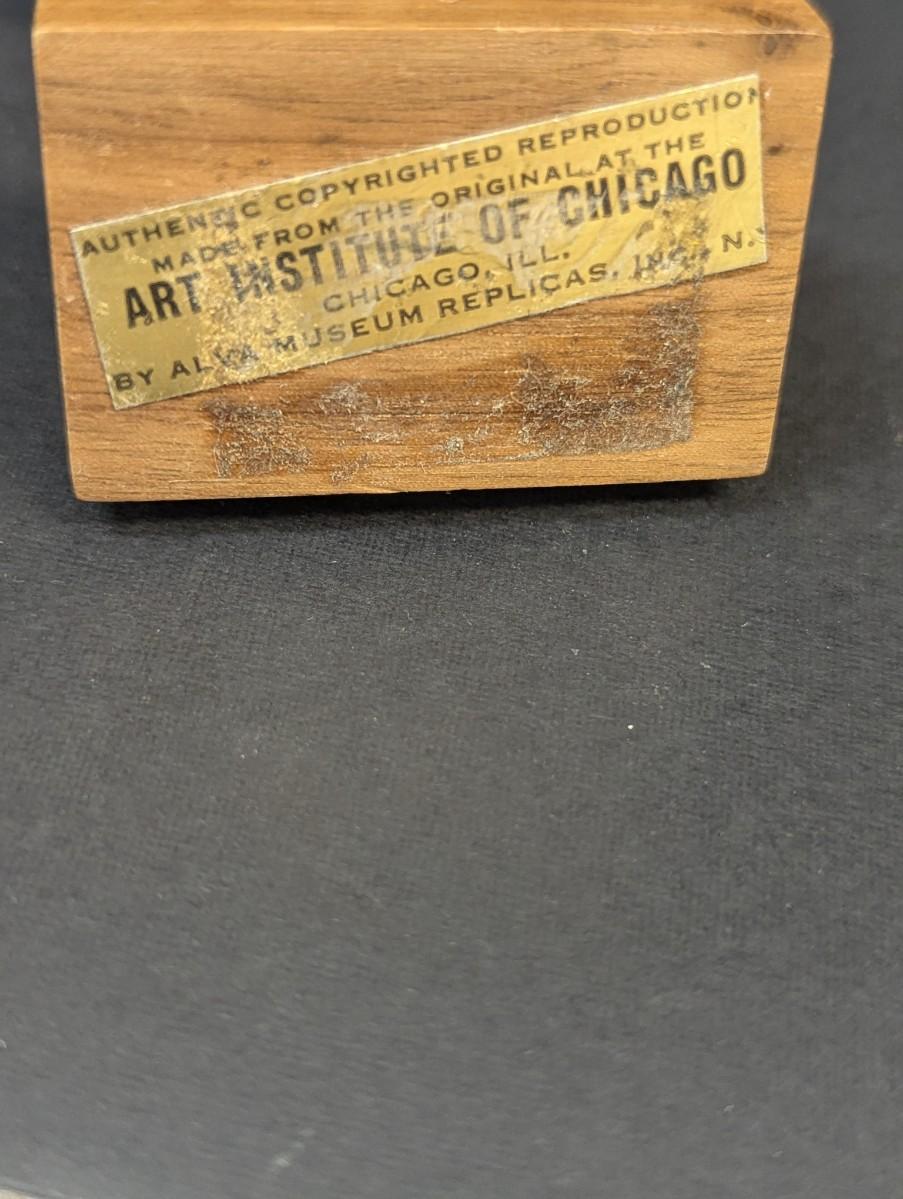 AUTHENTIC COPYRIGHTED REPRODUCTION
MADE FROM THE ORIGINAL AT THE
ART INSTITUTE OF CHICAGO
CHICAGO, ILL.
BY ALVA MUSEUM REPLICAS, INC., N.Y